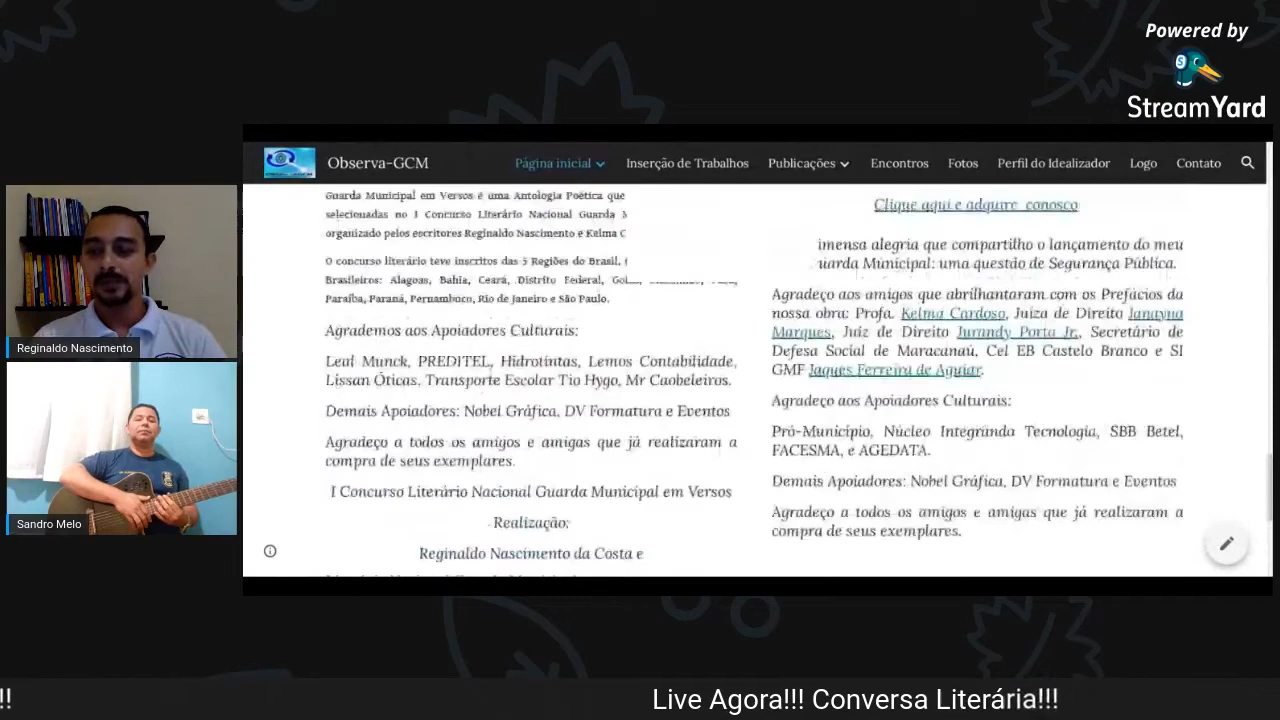 Powered by
StreamYard
Observa-GCM
Página inicial
Inserção de Trabalhos
Publicações
Encontros
Fotos
Perfil do Idealizador
Logo
Contato
Guarda Municipal em Versos é uma Antologia Poética que
selecionadas no I Concurso Literário Nacional Guarda
organizado pelos escritores Reginaldo Nascimento e Kelma C
O concurso literário teve inscritos das 5 Regiões do Brasil,
Brasileiros: Alagoas, Bahia, Ceará, Distrito Federal,
Paraíba, Paraná, Pernambuco, Rio de Janeiro e São Paulo.
Agrademos aos Apoiadores Culturais:
Leal Munck, PREDITEL, Hidrotintas, Lemos Contabilidade,
Lissan Óticas, Transporte Escolar Tio Hygo, Mr Caobeleiros.
Demais Apoiadores: Nobel Gráfica, DV Formatura e Eventos
Agradeço a todos os amigos e amigas que já realizaram a
compra de seus exemplares.
I Concurso Literário Nacional Guarda Municipal em Versos
Realização:
Reginaldo Nascimento da Costa e
Clique aqui e adquire conosco
imensa alegria que compartilho o lançamento do meu
uarda Municipal: uma questão de Segurança Pública.
Agradeço aos amigos que abrilhantaram com os Prefácios da
nossa obra: Profa. Kelma Cardoso, Juíza de Direito Janayna
Marques, Juíz de Direito Jurandy Porta Jr., Secretário de
Defesa Social de Maracanaú, Cel EB Castelo Branco e SI
GMF Jaques Ferreira de Aguiar.
Agradeço aos Apoiadores Culturais:
Pró-Município, Núcleo Integranda Tecnologia, SBB Betel,
FACESMA, e AGEDATA.
Demais Apoiadores: Nobel Gráfica, DV Formatura e Eventos
Agradeço a todos os amigos e amigas que já realizaram a
compra de seus exemplares.
Reginaldo Nascimento
Sandro Melo
!!
Live Agora!!! Conversa Literária!!!